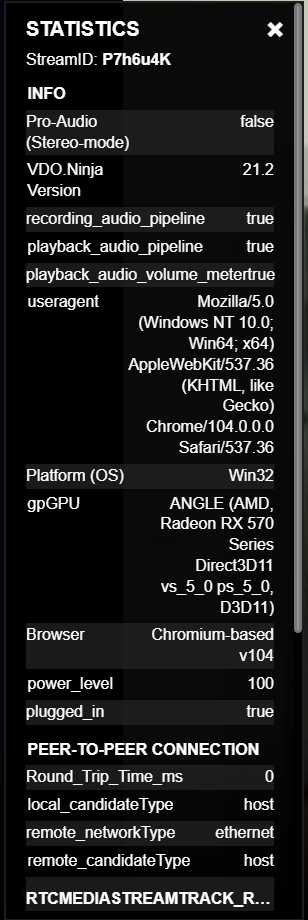 STATISTICS
StreamID: P7h6u4K
INFO
Pro-Audio false
(Stereo-mode)
VDO.Ninja 21.2
Version
recording_audio_pipeline true
playback_audio_pipeline true
playback_audio_volume_metertrue
useragent Mozilla/5.0
(Windows NT 10.0;
Win64; x64)
AppleWebKit/537.36
(KHTML, like
Gecko)
Chrome/104.0.0.0
Safari/537.36
Platform (OS) Win32
gpGPU ANGLE (AMD,
Radeon RX 570
Series
Direct3D11
vs_5_0 ps_5_0,
D3D11)
Browser Chromium-based
v104
power_level 100
plugged_in true
PEER-TO-PEER CONNECTION
Round_Trip_Time_ms 0
local_candidateType host
remote_networkType ethernet
remote_candidateType host
RTCMEDIASTREAMTRACK_R...